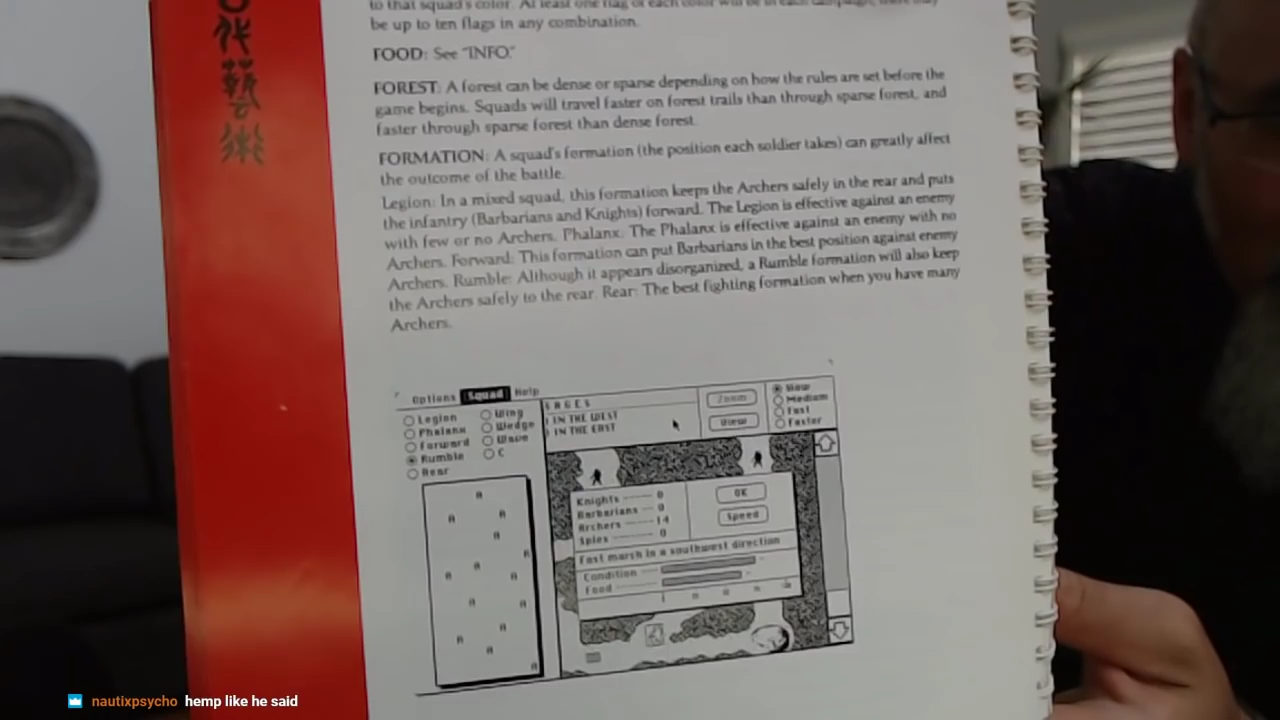 古代藝術
to that squad's color. At least one flag of each color will be in each campaign; there may
be up to ten flags in any combination.
FOOD: See "INFO."
FOREST: A forest can be dense or sparse depending on how the rules are set before the
game begins. Squads will travel faster on forest trails than through sparse forest, and
faster through sparse forest than dense forest.
FORMATION: A squad's formation (the position each soldier takes) can greatly affect
the outcome of the battle.
Legion: In a mixed squad, this formation keeps the Archers safely in the rear and puts
the infantry (Barbarians and Knights) forward. The Legion is effective against an enemy
with few or no Archers. Phalanx: The Phalanx is effective against an enemy with no
Archers. Forward: This formation can put Barbarians in the best position against enemy
Archers. Rumble: Although it appears disorganized, a Rumble formation will also keep
the Archers safely to the rear. Rear: The best fighting formation when you have many
Archers.
Options Squad Help
Legion Wing
Phalanx Wedge
Forward Wave
Rumble C
Rear
IN THE WEST
IN THE EAST
Zoom
View
Slow
Medium
Fast
Faster
Knights 0
Barbarians 0
Archers 14
Spies 0
OK
Speed
Fast march in a southwest direction
Condition
Food
nautixpsycho hemp like he said